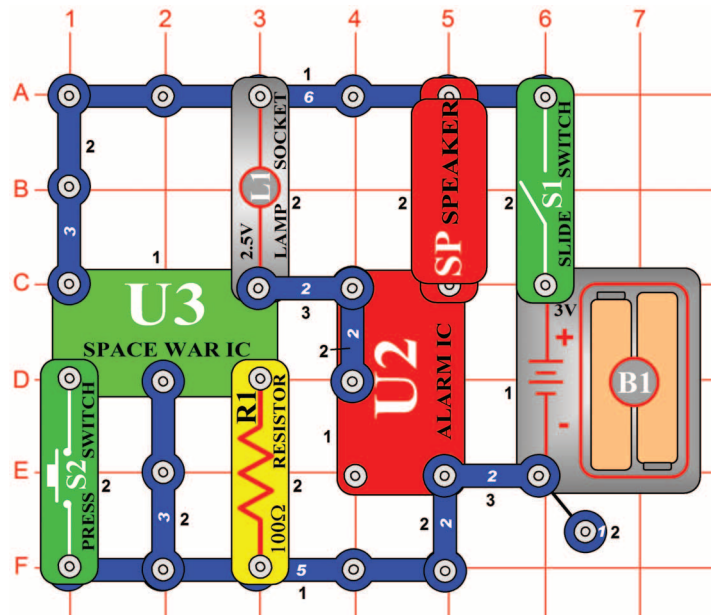 1 2 3 4 5 6 7
A
B
C
D
E
F
1
6
2
3
2.5V
L1
LAMP SOCKET
2
2
SP SPEAKER
2
SLIDE S1 SWITCH
1
U3
SPACE WAR IC
2
3
2
2
1
U2
ALARM IC
3V
+
-
B1
1
PRESS S2 SWITCH
2
3
2
R1
100Ω RESISTOR
2
2
3
2
2
1 2
5
1